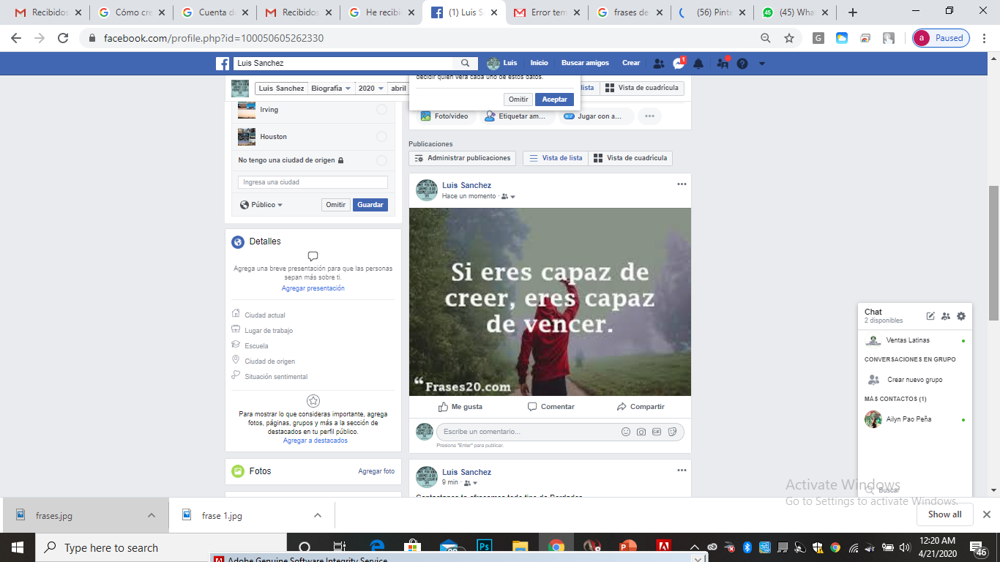 Recibidos
Cómo cre
Cuenta d
Recibidos
He recibi
(1) Luis S
Error tem
frases de
(56) Pinte
(45) Wha
facebook.com/profile.php?id=100050605262330
Paused
Luis Sanchez
Luis
Inicio
Buscar amigos
Crear
1
Luis Sanchez
Biografía
2020
abril
decidir quién verá cada uno de estos datos.
Omitir
Aceptar
lista
Vista de cuadrícula
Irving
Houston
No tengo una ciudad de origen
Ingresa una ciudad
Público
Omitir
Guardar
Detalles
Agrega una breve presentación para que las personas
sepan más sobre ti.
Agregar presentación
Ciudad actual
Lugar de trabajo
Escuela
Ciudad de origen
Situación sentimental
Para mostrar lo que consideras importante, agrega
fotos, páginas, grupos y más a la sección de
destacados en tu perfil público.
Agregar a destacados
Fotos
Agregar foto
Foto/video
Etiquetar am...
Jugar con a...
Publicaciones
Administrar publicaciones
Vista de lista
Vista de cuadrícula
Luis Sanchez
Hace un momento
Si eres capaz de
creer, eres capaz
de vencer.
Frases20.com
Me gusta
Comentar
Compartir
Escribe un comentario...
GIF
Presiona "Enter" para publicar.
Luis Sanchez
9 min
Chat
2 disponibles
Ventas Latinas
CONVERSACIONES EN GRUPO
Crear nuevo grupo
MÁS CONTACTOS (1)
Ailyn Pao Peña
Buscar
Activate Windows
Go to Settings to activate Windows.
frases.jpg
frase 1.jpg
Show all
Type here to search
12:20 AM
4/21/2020
46
Adobe Genuine Software Integrity Service